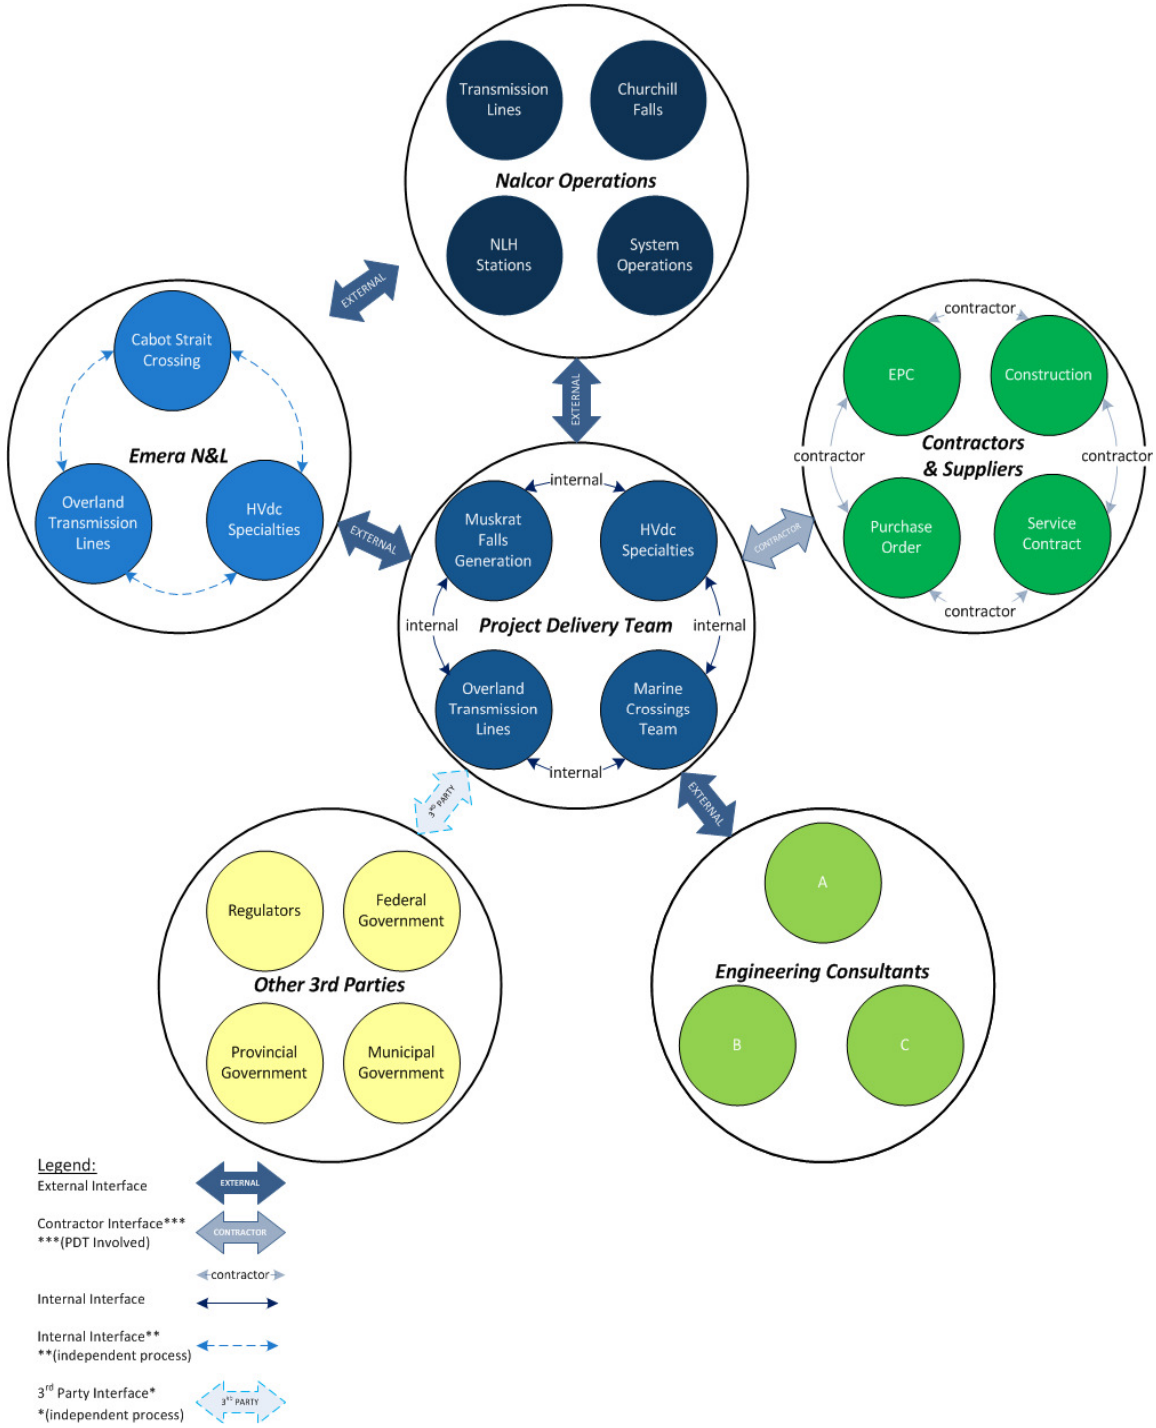 Transmission
Lines
Churchill
Falls
Nalcor Operations
NLH
Stations
System
Operations
EXTERNAL
Cabot Strait
Crossing
Emera N&L
Overland
Transmission
Lines
HVdc
Specialties
EXTERNAL
EXTERNAL
contractor
EPC
Construction
contractor
Contractors
& Suppliers
contractor
Purchase
Order
Service
Contract
contractor
CONTRACTOR
internal
Muskrat
Falls
Generation
HVdc
Specialties
internal
Project Delivery Team
internal
Overland
Transmission
Lines
Marine
Crossings
Team
internal
3RD PARTY
EXTERNAL
Regulators
Federal
Government
Other 3rd Parties
Provincial
Government
Municipal
Government
A
Engineering Consultants
B
C
Legend:
External Interface
EXTERNAL
Contractor Interface***
***(PDT Involved)
CONTRACTOR
contractor
Internal Interface
Internal Interface**
**(independent process)
3rd Party Interface*
*(independent process)
3RD PARTY